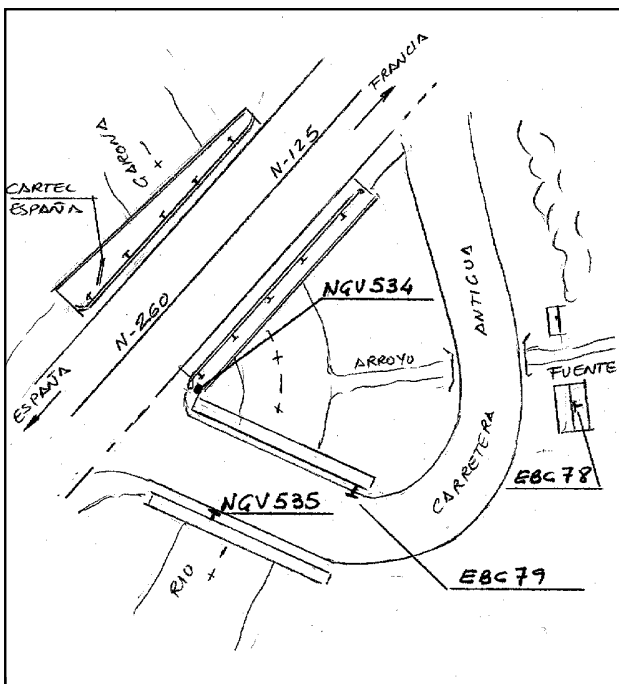 FRANCIA
GARONA
N-125
CARTEL
ESPAÑA
NGV534
N-260
ANTIGUA
ARROYO
FUENTE
ESPAÑA
CARRETERA
EBC78
NGV535
RIO
EBC79